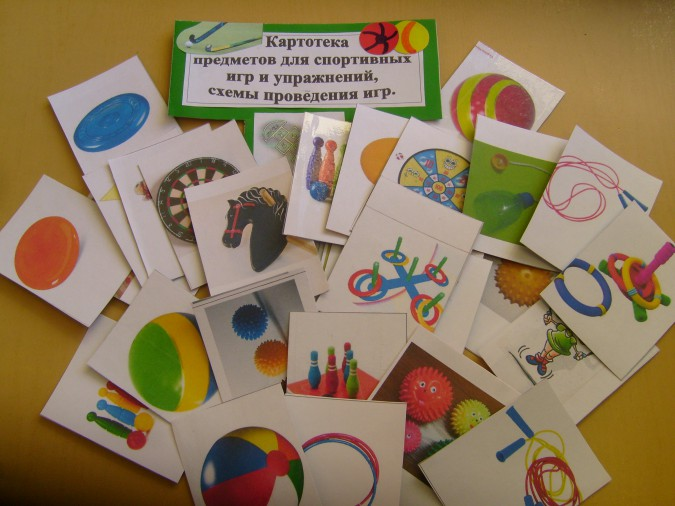 Картотека
предметов для спортивных
игр и упражнений,
схемы проведения игр.